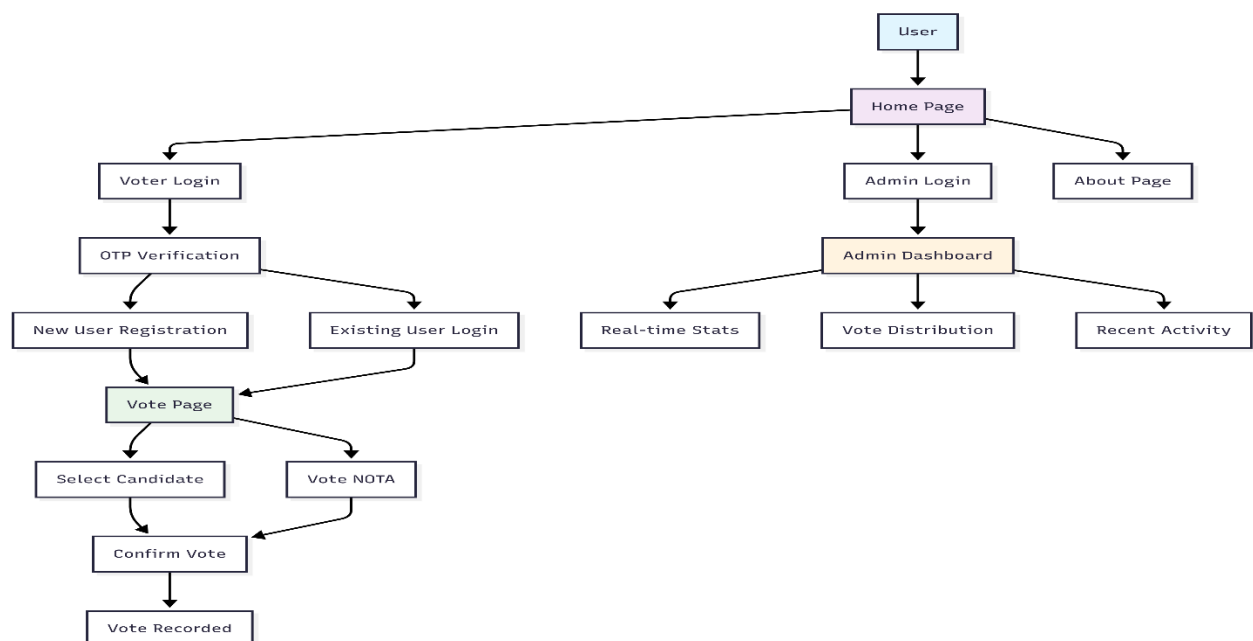 User
Home Page
Voter Login
Admin Login
About Page
OTP Verification
Admin Dashboard
New User Registration
Existing User Login
Real-time Stats
Vote Distribution
Recent Activity
Vote Page
Select Candidate
Vote NOTA
Confirm Vote
Vote Recorded